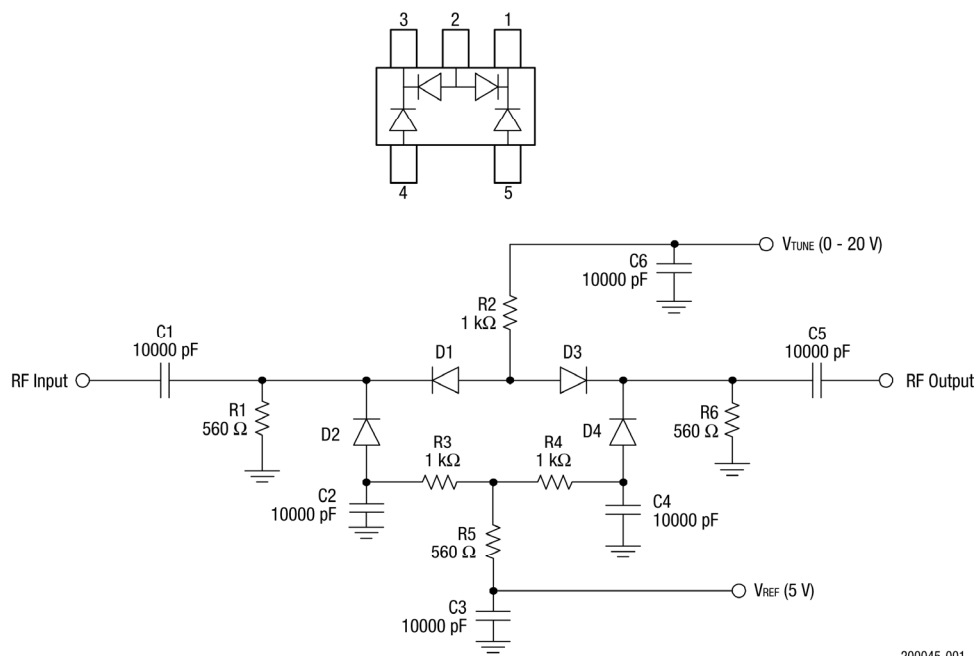 3 2 1
4 5
VTUNE (0 - 20 V)
C6
10000 pF
R2
1 kΩ
C1
10000 pF
D1
D3
C5
10000 pF
RF Input
RF Output
R1
560 Ω
D2
R3
1 kΩ
R4
1 kΩ
D4
R6
560 Ω
C2
10000 pF
C4
10000 pF
R5
560 Ω
VREF (5 V)
C3
10000 pF
200045-001